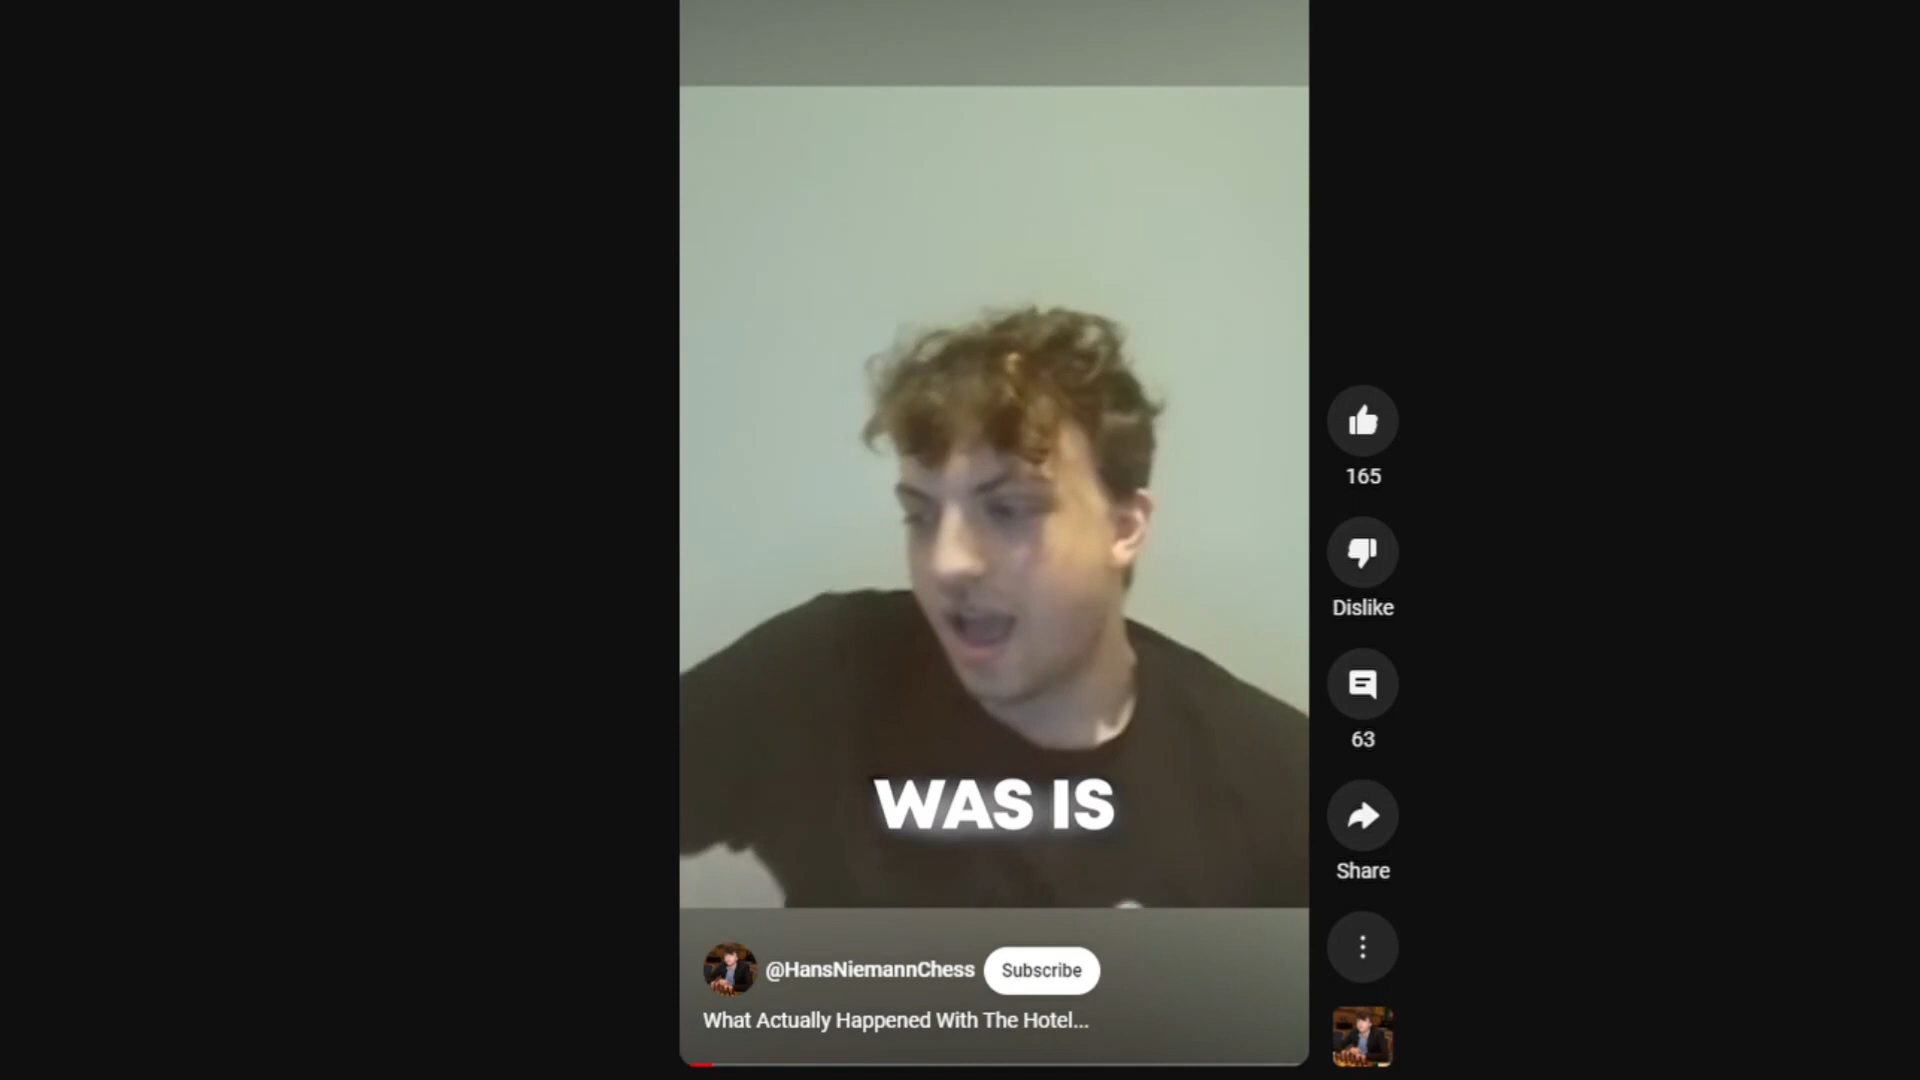 WAS IS
@HansNiemannChess Subscribe
What Actually Happened With The Hotel...
165
Dislike
63
Share